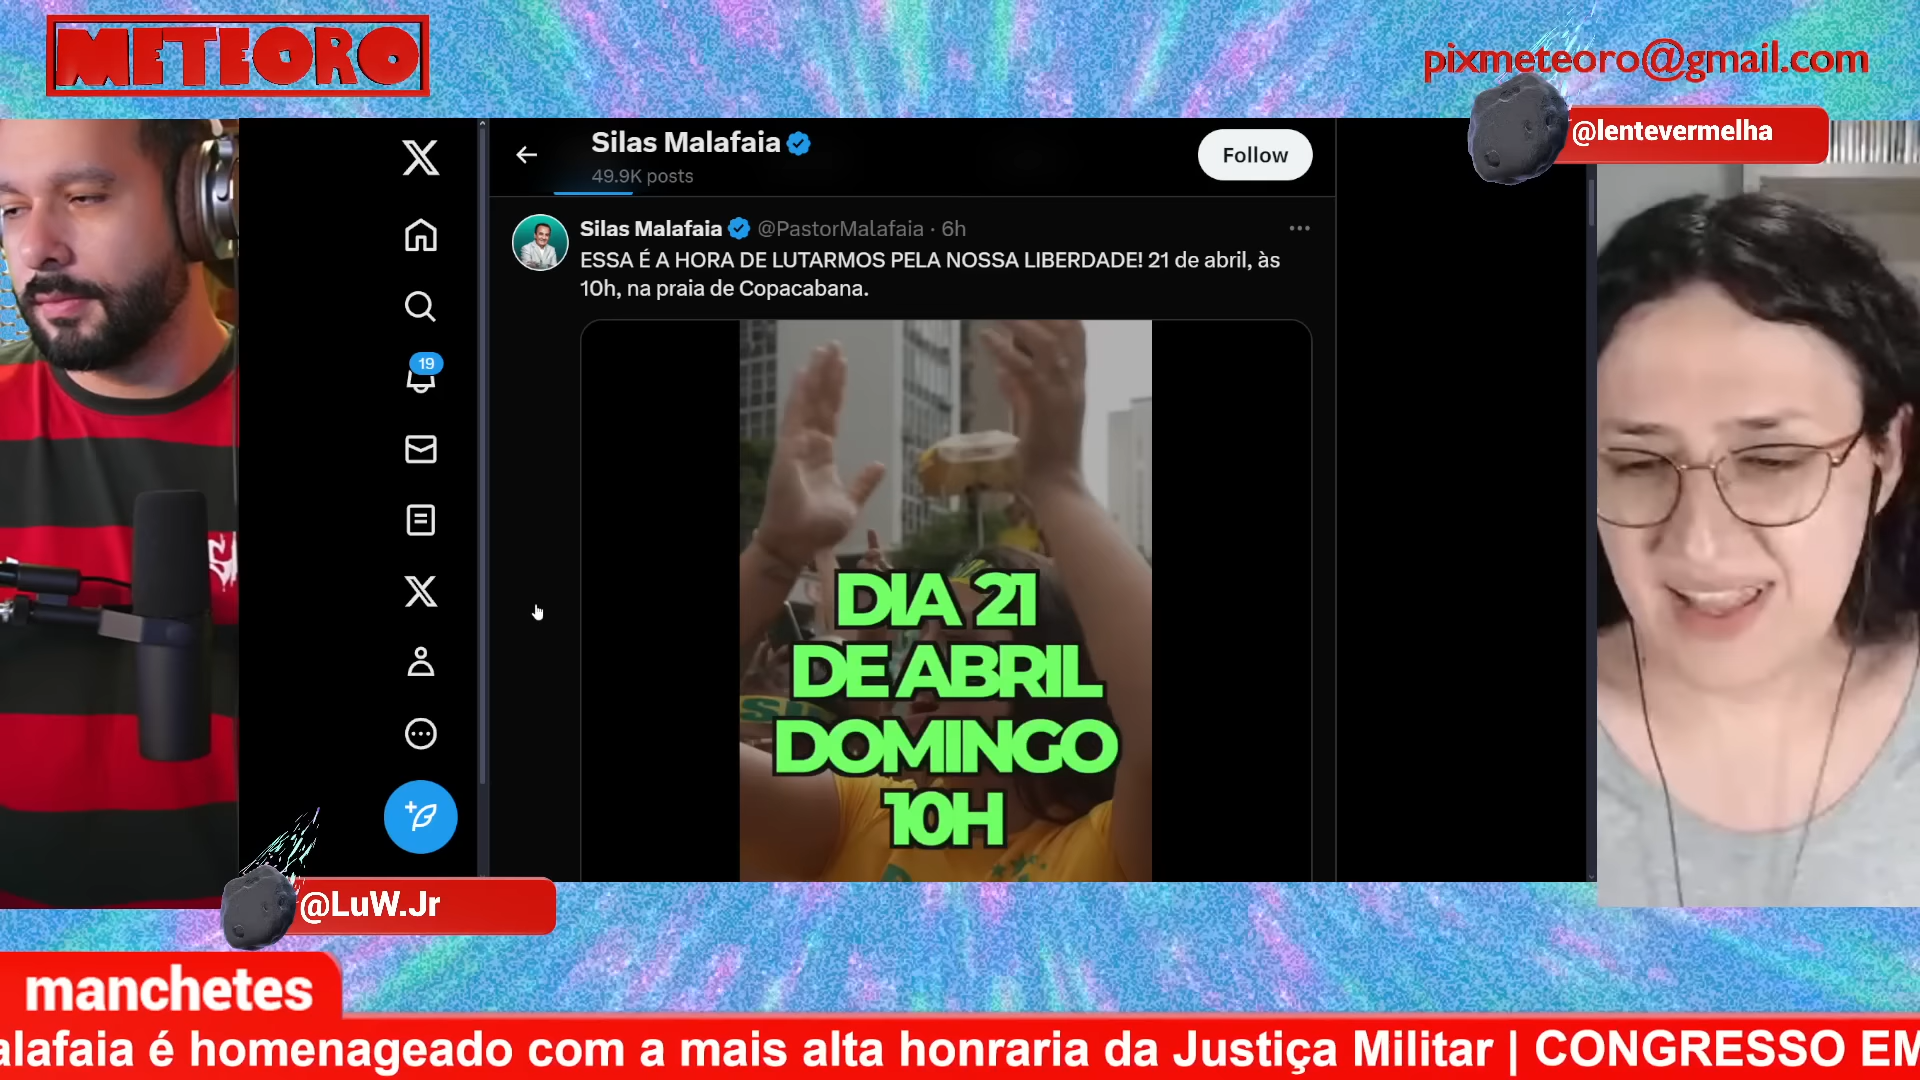 METEORO
pixmeteoro@gmail.com
@lentevermelha
Silas Malafaia
49.9K posts
Follow
Silas Malafaia @PastorMalafaia · 6h
ESSA É A HORA DE LUTARMOS PELA NOSSA LIBERDADE! 21 de abril, às
10h, na praia de Copacabana.
19
DIA 21
DE ABRIL
DOMINGO
10H
@LuW.Jr
manchetes
alafaia é homenageado com a mais alta honraria da Justiça Militar | CONGRESSO EM